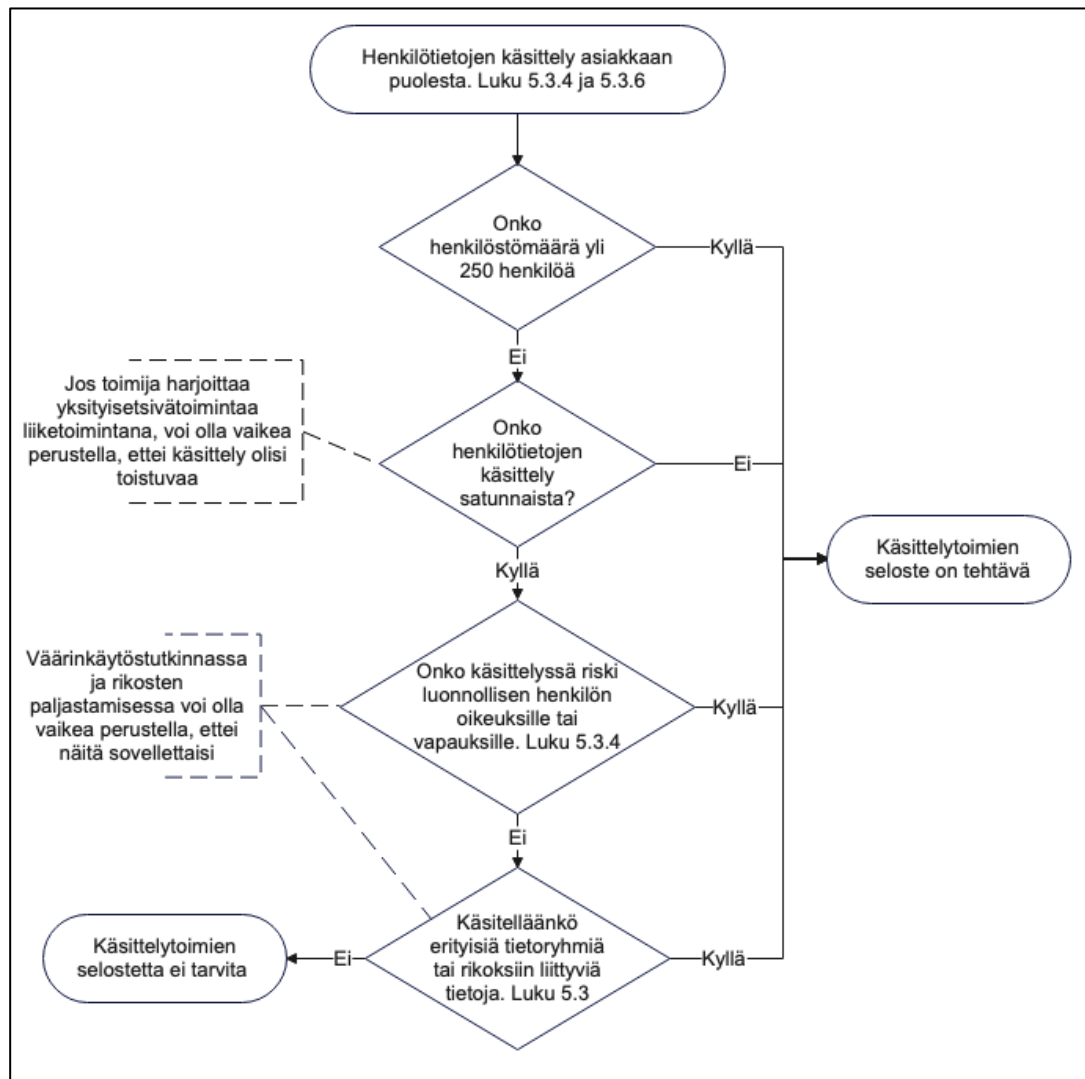 Henkilötietojen käsittely asiakkaan
puolesta. Luku 5.3.4 ja 5.3.6
Onko
henkilöstömäärä yli
250 henkilöä
Kyllä
Ei
Jos toimija harjoittaa
yksityisetsivätoimintaa
liiketoimintana, voi olla vaikea
perustella, ettei käsittely olisi
toistuvaa
Onko
henkilötietojen
käsittely
satunnaista?
Ei
Kyllä
Käsittelytoimien
seloste on tehtävä
Väärinkäytöstutkinnassa
ja rikosten
paljastamisessa voi olla
vaikea perustella, ettei
näitä sovellettaisi
Onko käsittelyssä riski
luonnollisen henkilön
oikeuksille tai
vapauksille. Luku 5.3.4
Kyllä
Ei
Käsittelytoimien
selostetta ei tarvita
Ei
Käsitelläänkö
erityisiä tietoryhmiä
tai rikoksiin liittyviä
tietoja. Luku 5.3
Kyllä